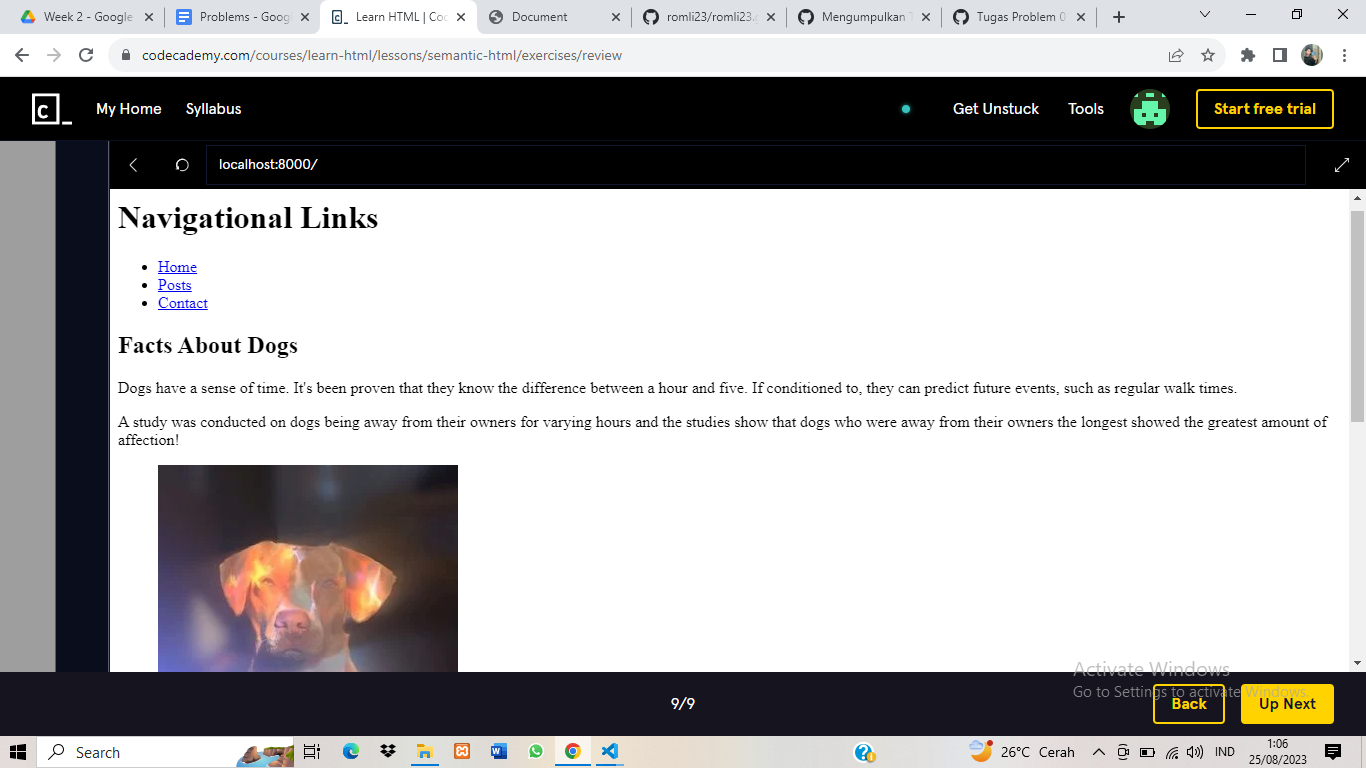 Week 2 - Google
Problems - Goog
Learn HTML | Co
Document
romli23/romli23.g
Mengumpulkan T
Tugas Problem 0
codecademy.com/courses/learn-html/lessons/semantic-html/exercises/review
c_
My Home
Syllabus
Get Unstuck
Tools
Start free trial
localhost:8000/
Navigational Links
Home
Posts
Contact
Facts About Dogs
Dogs have a sense of time. It's been proven that they know the difference between a hour and five. If conditioned to, they can predict future events, such as regular walk times.
A study was conducted on dogs being away from their owners for varying hours and the studies show that dogs who were away from their owners the longest showed the greatest amount of
affection!
Activate Windows
Go to Settings to activate Windows.
9/9
Back
Up Next
Search
26°C Cerah
IND
1:06
25/08/2023